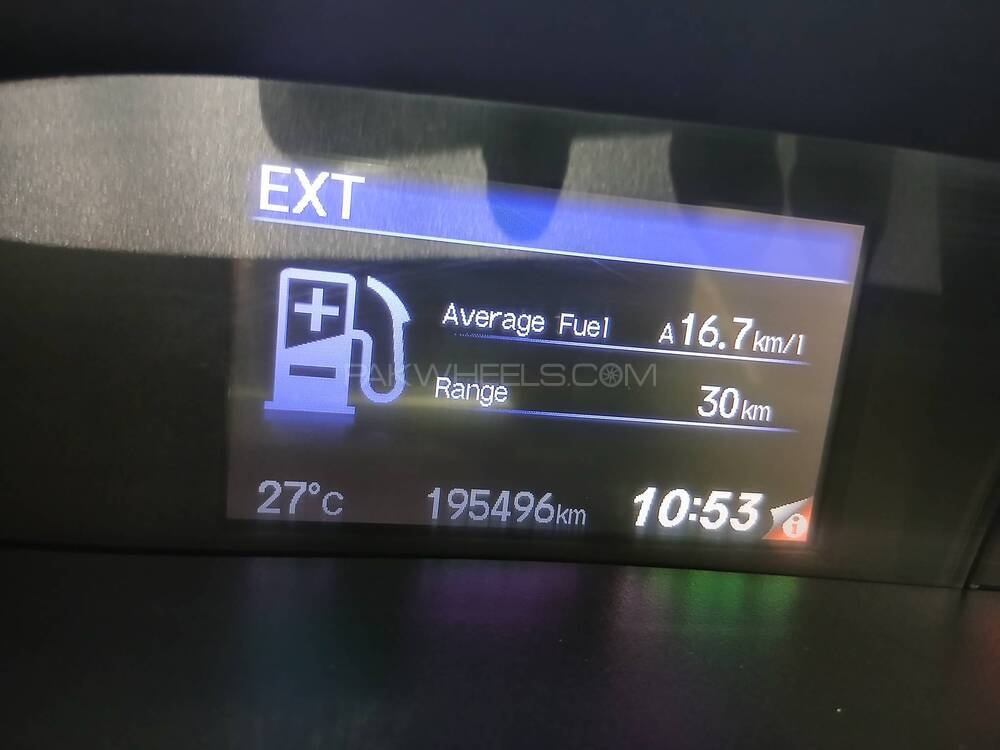 EXT
Average Fuel A 16.7 km/l
PAKWHEELS.COM
Range 30 km
27°C 195496 km 10:53 i